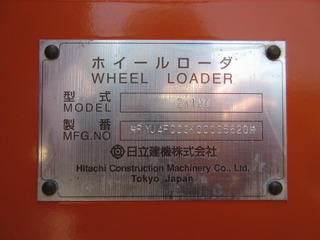 ホイールローダ
WHEEL LOADER
型式
MODEL
製番
MFG.NO
日立建機株式会社
Hitachi Construction Machinery Co., Ltd.
Tokyo Japan